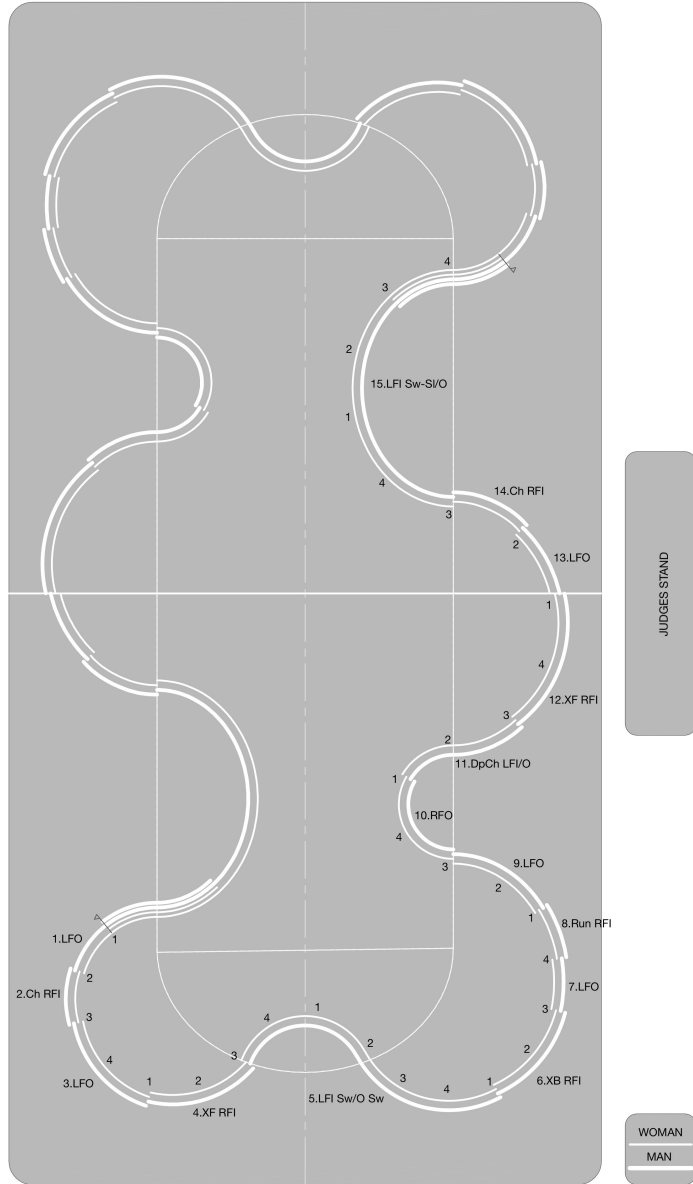 4
3
2
15.LFI Sw-SI/O
1
4
3
14.Ch RFI
2
13.LFO
1
4
12.XF RFI
3
2
11.DpCh LFI/O
1
10.RFO
4
3
9.LFO
2
1
8.Run RFI
4
7.LFO
3
2
6.XB RFI
1
4
3
5.LFI Sw/O Sw
2
1
4
3
4.XF RFI
2
1
3.LFO
4
3
2.Ch RFI
2
1.LFO
1
JUDGES STAND
WOMAN
MAN